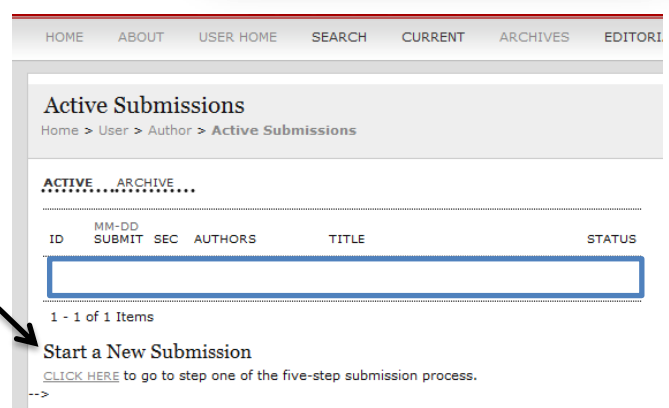 HOME ABOUT USER HOME SEARCH CURRENT ARCHIVES EDITORI
Active Submissions
Home > User > Author > Active Submissions
ACTIVE ARCHIVE
MM-DD
ID SUBMIT SEC AUTHORS TITLE STATUS
1 - 1 of 1 Items
Start a New Submission
CLICK HERE to go to step one of the five-step submission process.
-->